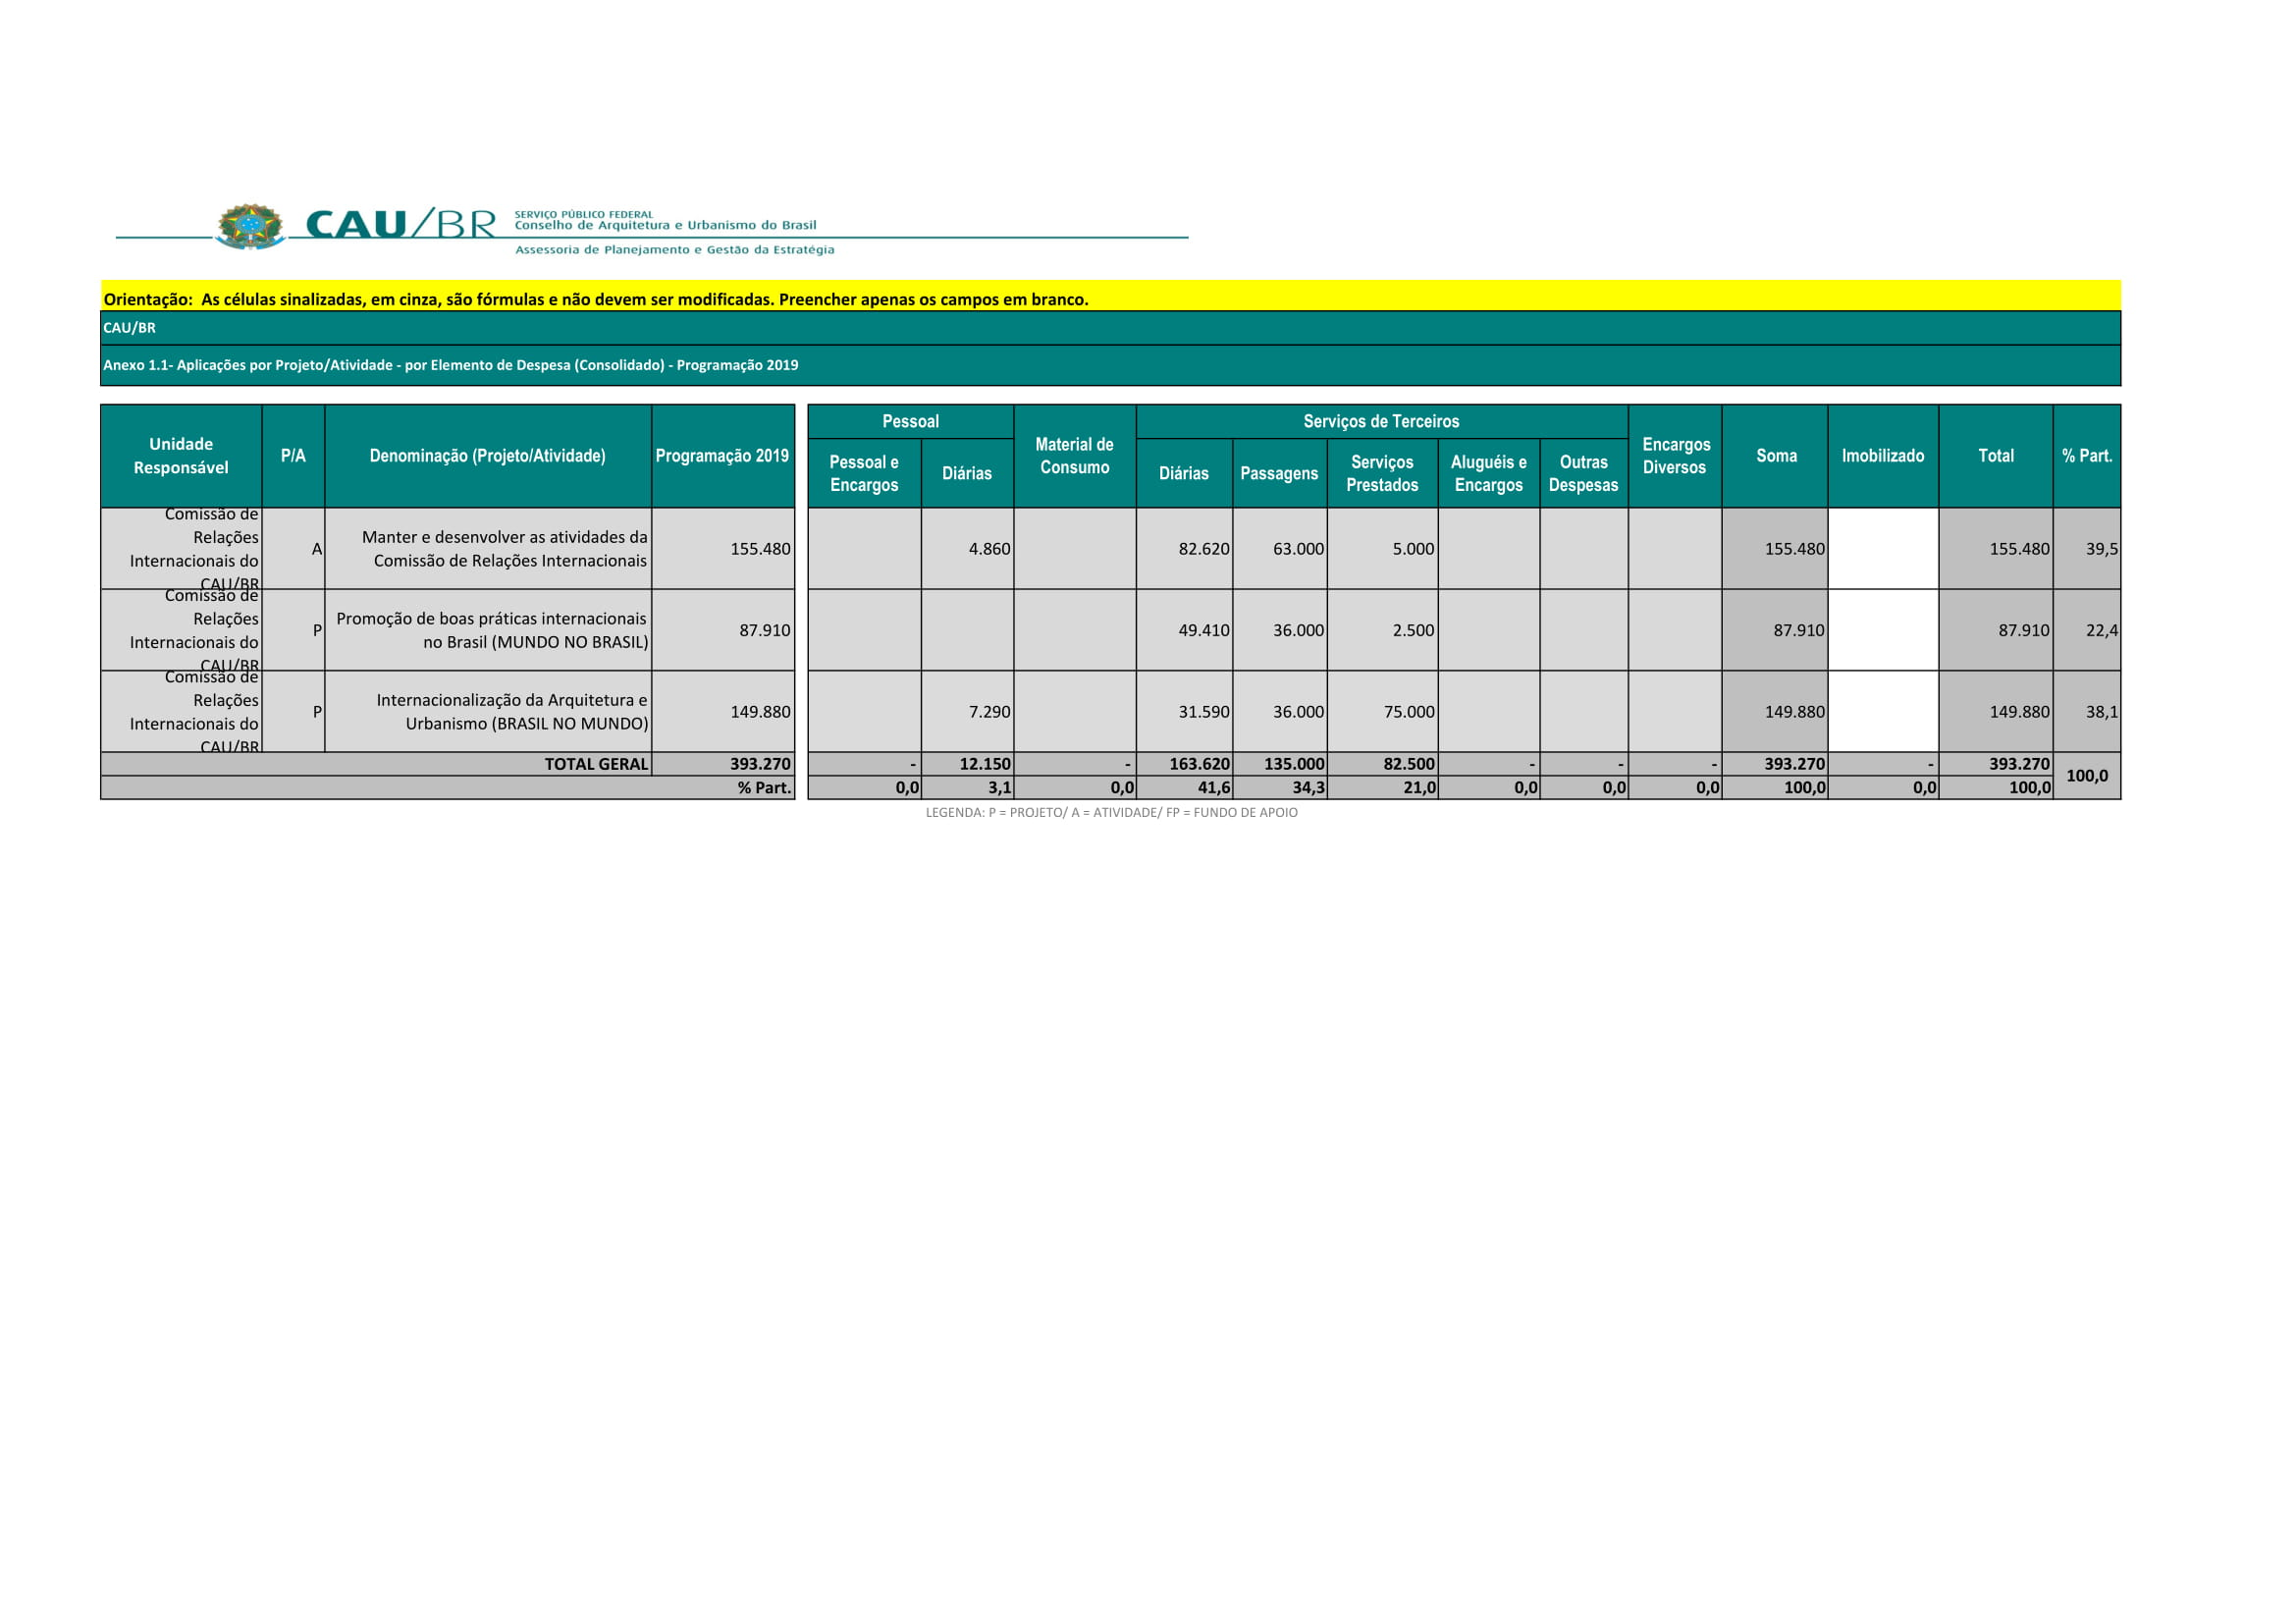 CAU/BR
SERVIÇO PÚBLICO FEDERAL
Conselho de Arquitetura e Urbanismo do Brasil
Assessoria de Planejamento e Gestão da Estratégia
Orientação: As células sinalizadas, em cinza, são fórmulas e não devem ser modificadas. Preencher apenas os campos em branco.
CAU/BR
Anexo 1.1- Aplicações por Projeto/Atividade - por Elemento de Despesa (Consolidado) - Programação 2019
Unidade
Responsável
P/A
Denominação (Projeto/Atividade)
Programação 2019
Pessoal
Pessoal e
Encargos
Diárias
Material de
Consumo
Serviços de Terceiros
Diárias
Passagens
Serviços
Prestados
Aluguéis e
Encargos
Outras
Despesas
Encargos
Diversos
Soma
Imobilizado
Total
% Part.
Comissão de
Relações
Internacionais do
CAU/BR
A
Manter e desenvolver as atividades da
Comissão de Relações Internacionais
155.480
4.860
82.620
63.000
5.000
155.480
155.480
39,5
Comissão de
Relações
Internacionais do
CAU/BR
P
Promoção de boas práticas internacionais
no Brasil (MUNDO NO BRASIL)
87.910
49.410
36.000
2.500
87.910
87.910
22,4
Comissão de
Relações
Internacionais do
CAU/BR
P
Internacionalização da Arquitetura e
Urbanismo (BRASIL NO MUNDO)
149.880
7.290
31.590
36.000
75.000
149.880
149.880
38,1
TOTAL GERAL 393.270 - 12.150 - 163.620 135.000 82.500 - - - 393.270 - 393.270
100,0
% Part. 0,0 3,1 0,0 41,6 34,3 21,0 0,0 0,0 0,0 100,0 0,0 100,0
LEGENDA: P = PROJETO/ A = ATIVIDADE/ FP = FUNDO DE APOIO